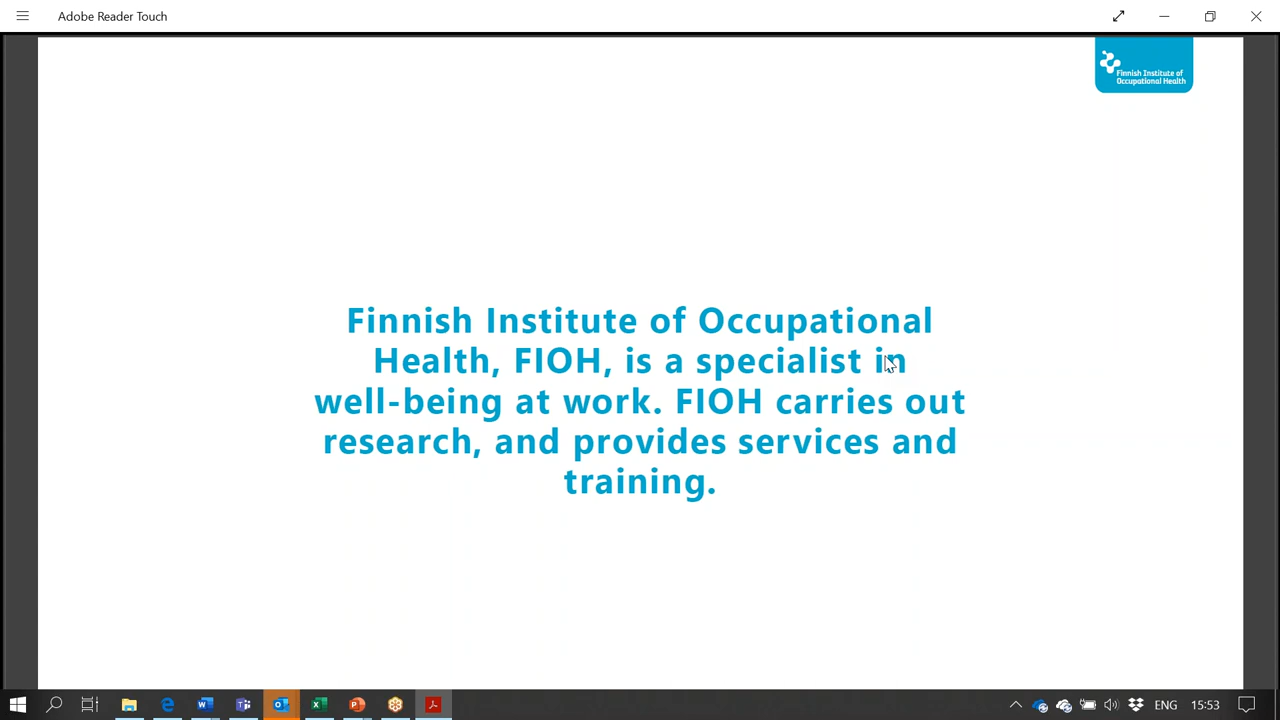 Adobe Reader Touch
Finnish Institute of
Occupational Health
Finnish Institute of Occupational
Health, FIOH, is a specialist in
well-being at work. FIOH carries out
research, and provides services and
training.
ENG
15:53